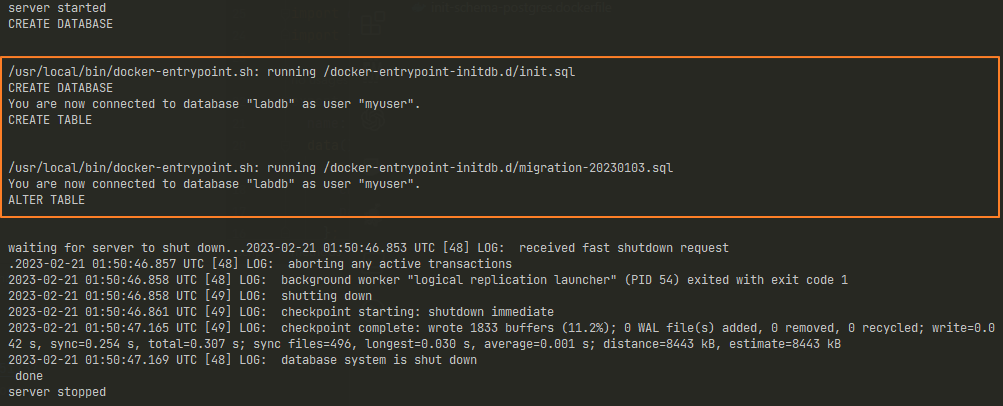 server started
CREATE DATABASE
/usr/local/bin/docker-entrypoint.sh: running /docker-entrypoint-initdb.d/init.sql
CREATE DATABASE
You are now connected to database "labdb" as user "myuser".
CREATE TABLE
/usr/local/bin/docker-entrypoint.sh: running /docker-entrypoint-initdb.d/migration-20230103.sql
You are now connected to database "labdb" as user "myuser".
ALTER TABLE
waiting for server to shut down...2023-02-21 01:50:46.853 UTC [48] LOG:  received fast shutdown request
.2023-02-21 01:50:46.857 UTC [48] LOG:  aborting any active transactions
2023-02-21 01:50:46.858 UTC [48] LOG:  background worker "logical replication launcher" (PID 54) exited with exit code 1
2023-02-21 01:50:46.858 UTC [49] LOG:  shutting down
2023-02-21 01:50:46.861 UTC [49] LOG:  checkpoint starting: shutdown immediate
2023-02-21 01:50:47.165 UTC [49] LOG:  checkpoint complete: wrote 1833 buffers (11.2%); 0 WAL file(s) added, 0 removed, 0 recycled; write=0.0
42 s, sync=0.254 s, total=0.307 s; sync files=496, longest=0.030 s, average=0.001 s; distance=8443 kB, estimate=8443 kB
2023-02-21 01:50:47.169 UTC [48] LOG:  database system is shut down
 done
server stopped